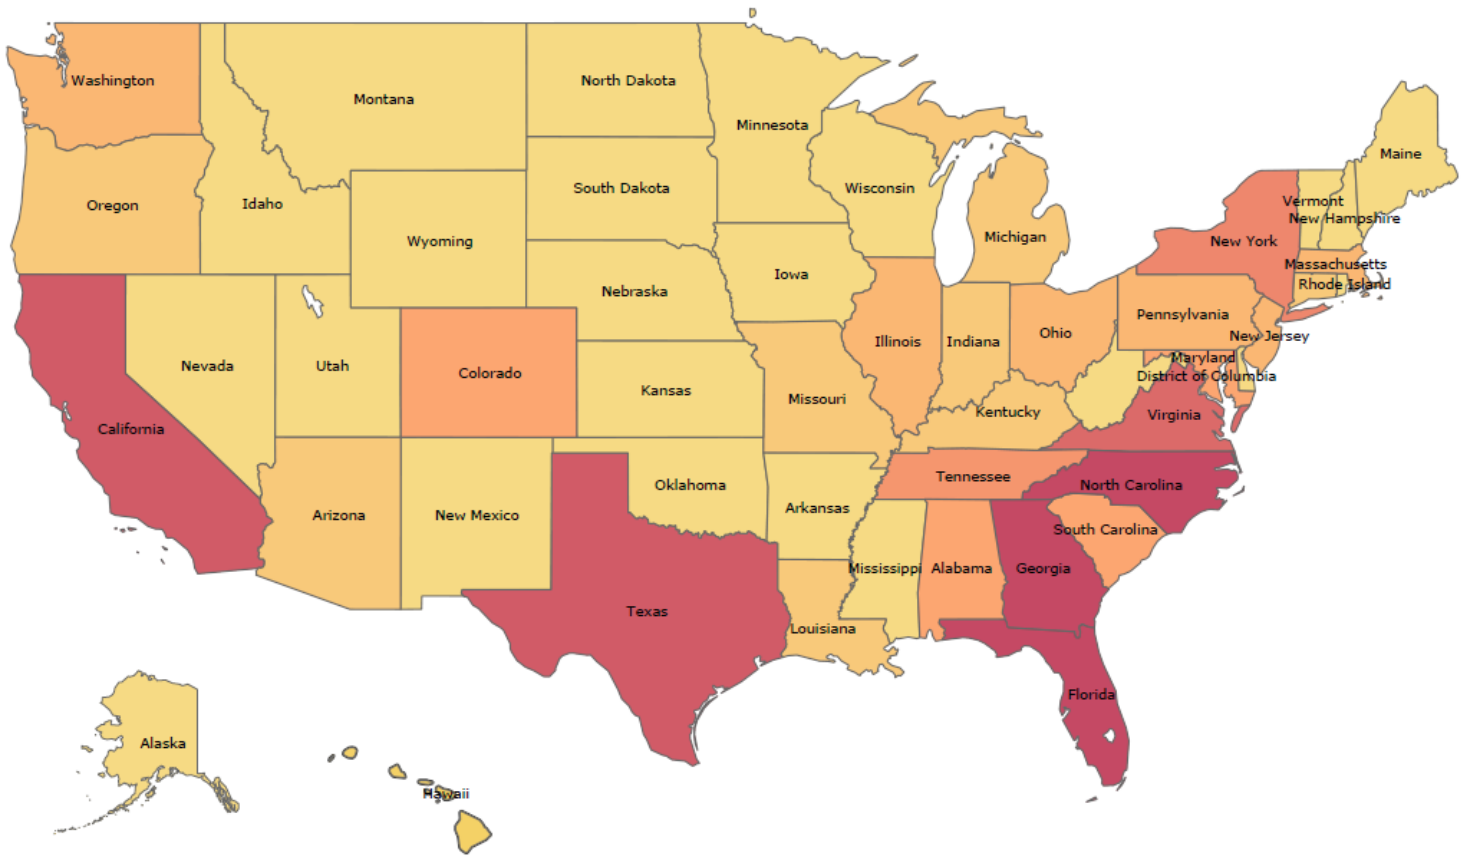 Washington
Montana
North Dakota
Minnesota
Maine
Oregon
Idaho
South Dakota
Wisconsin
Vermont
New Hampshire
Wyoming
Michigan
New York
Massachusetts
Iowa
Rhode Island
Nebraska
Pennsylvania
Nevada
Utah
Colorado
Illinois
Indiana
Ohio
New Jersey
Maryland
District of Columbia
Kansas
Missouri
Kentucky
Virginia
California
Oklahoma
Tennessee
North Carolina
Arizona
New Mexico
Arkansas
South Carolina
Mississippi
Alabama
Georgia
Texas
Louisiana
Florida
Alaska
Hawaii